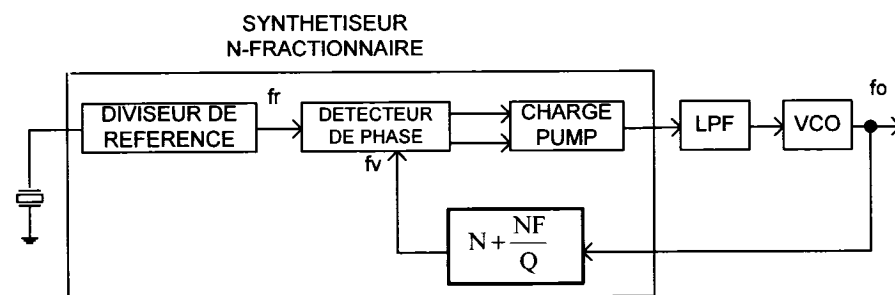 SYNTHETISEUR
N-FRACTIONNAIRE
fr
fo
DIVISEUR DE
REFERENCE
DETECTEUR
DE PHASE
CHARGE
PUMP
LPF
VCO
fv
N + NF/Q